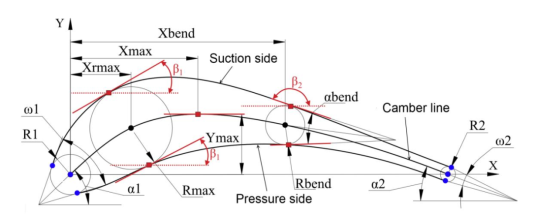 Y
Xbend
Xmax
Xrmax
Suction side
β1
β2
αbend
Camber line
ω1
R1
R2
ω2
Ymax
β1
X
α1
Rmax
Pressure side
Rbend
α2